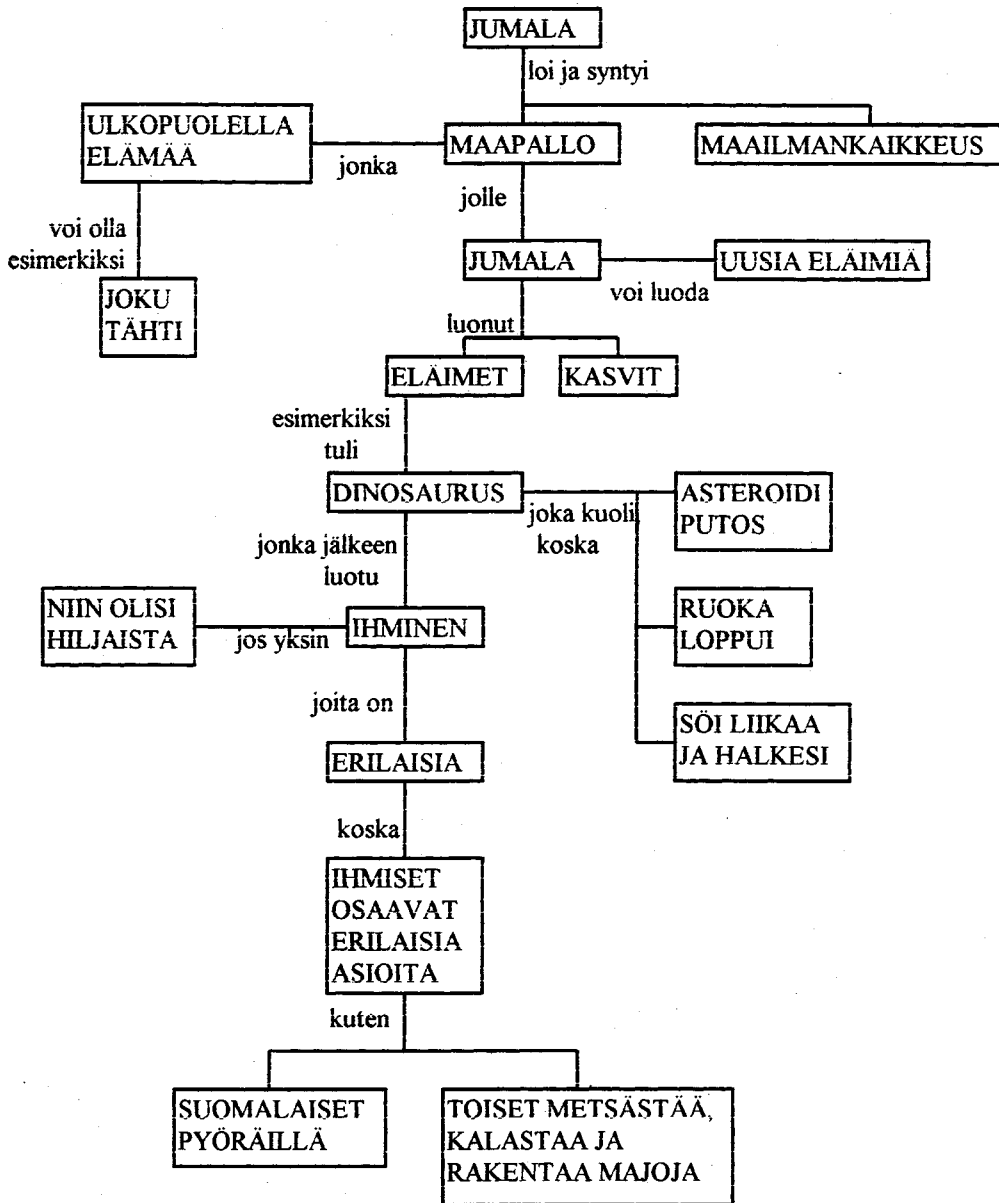 JUMALA
loi ja syntyi
ULKOPUOLELLA
ELÄMÄÄ
jonka
MAAPALLO
MAAILMANKAIKKEUS
jolle
voi olla
esimerkiksi
JOKU
TÄHTI
JUMALA
voi luoda
UUSIA ELÄIMIÄ
luonut
ELÄIMET
KASVIT
esimerkiksi
tuli
DINOSAURUS
joka kuoli
koska
ASTEROIDI
PUTOS
jonka jälkeen
luotu
RUOKA
LOPPUI
NIIN OLISI
HILJAISTA
jos yksin
IHMINEN
joita on
SÖI LIIKAA
JA HALKESI
ERILAISIA
koska
IHMISET
OSAAVAT
ERILAISIA
ASIOITA
kuten
SUOMALAISET
PYÖRÄILLÄ
TOISET METSÄSTÄÄ,
KALASTAA JA
RAKENTAA MAJOJA